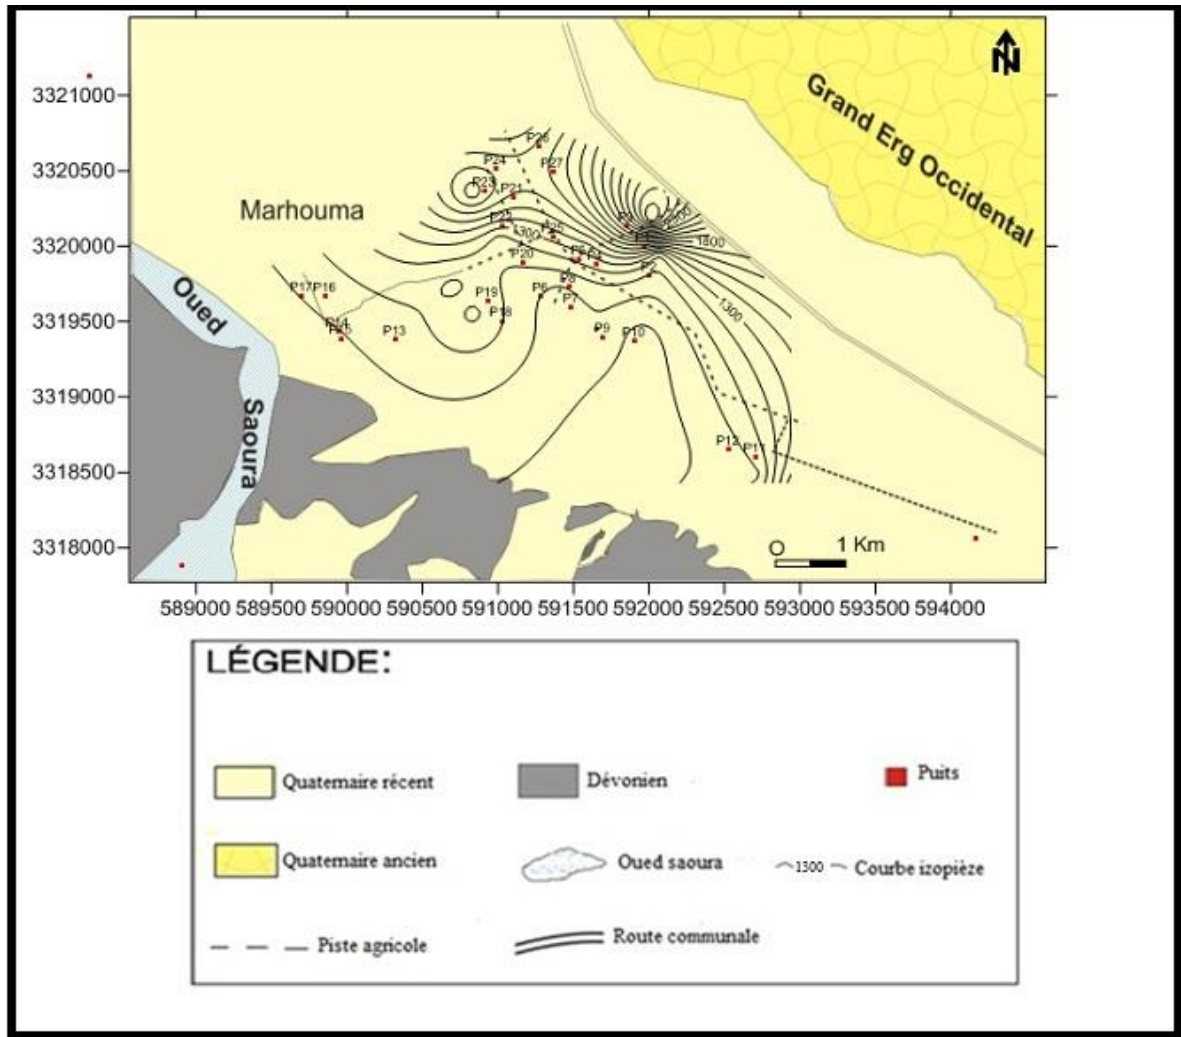 N
Grand Erg Occidental
3321000
3320500
3320000
3319500
3319000
3318500
3318000
Marhouma
Oued
Saoura
P26
P24
P27
P23
P21
P22
1300
P25
P20
1800
P17
P16
P19
P18
P6
P8
P7
P9
P10
P14
P13
1300
P12
P11
O
1 Km
589000
589500
590000
590500
591000
591500
592000
592500
593000
593500
594000
LÉGENDE:
Quaternaire récent
Dévonien
Puits
Quaternaire ancien
Oued saoura
1300
Courbe izopièze
Piste agricole
Route communale